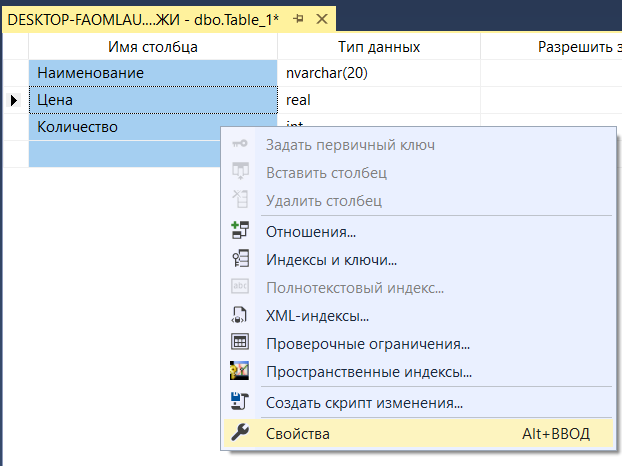 DESKTOP-FAOMLAU....ЖИ - dbo.Table_1*
Имя столбца Тип данных Разрешить з
Наименование nvarchar(20)
Цена real
Количество int
Задать первичный ключ
Вставить столбец
Удалить столбец
Отношения...
Индексы и ключи...
abc Полнотекстовый индекс...
XML-индексы...
Проверочные ограничения...
Пространственные индексы...
Создать скрипт изменения...
Свойства Alt+ВВОД